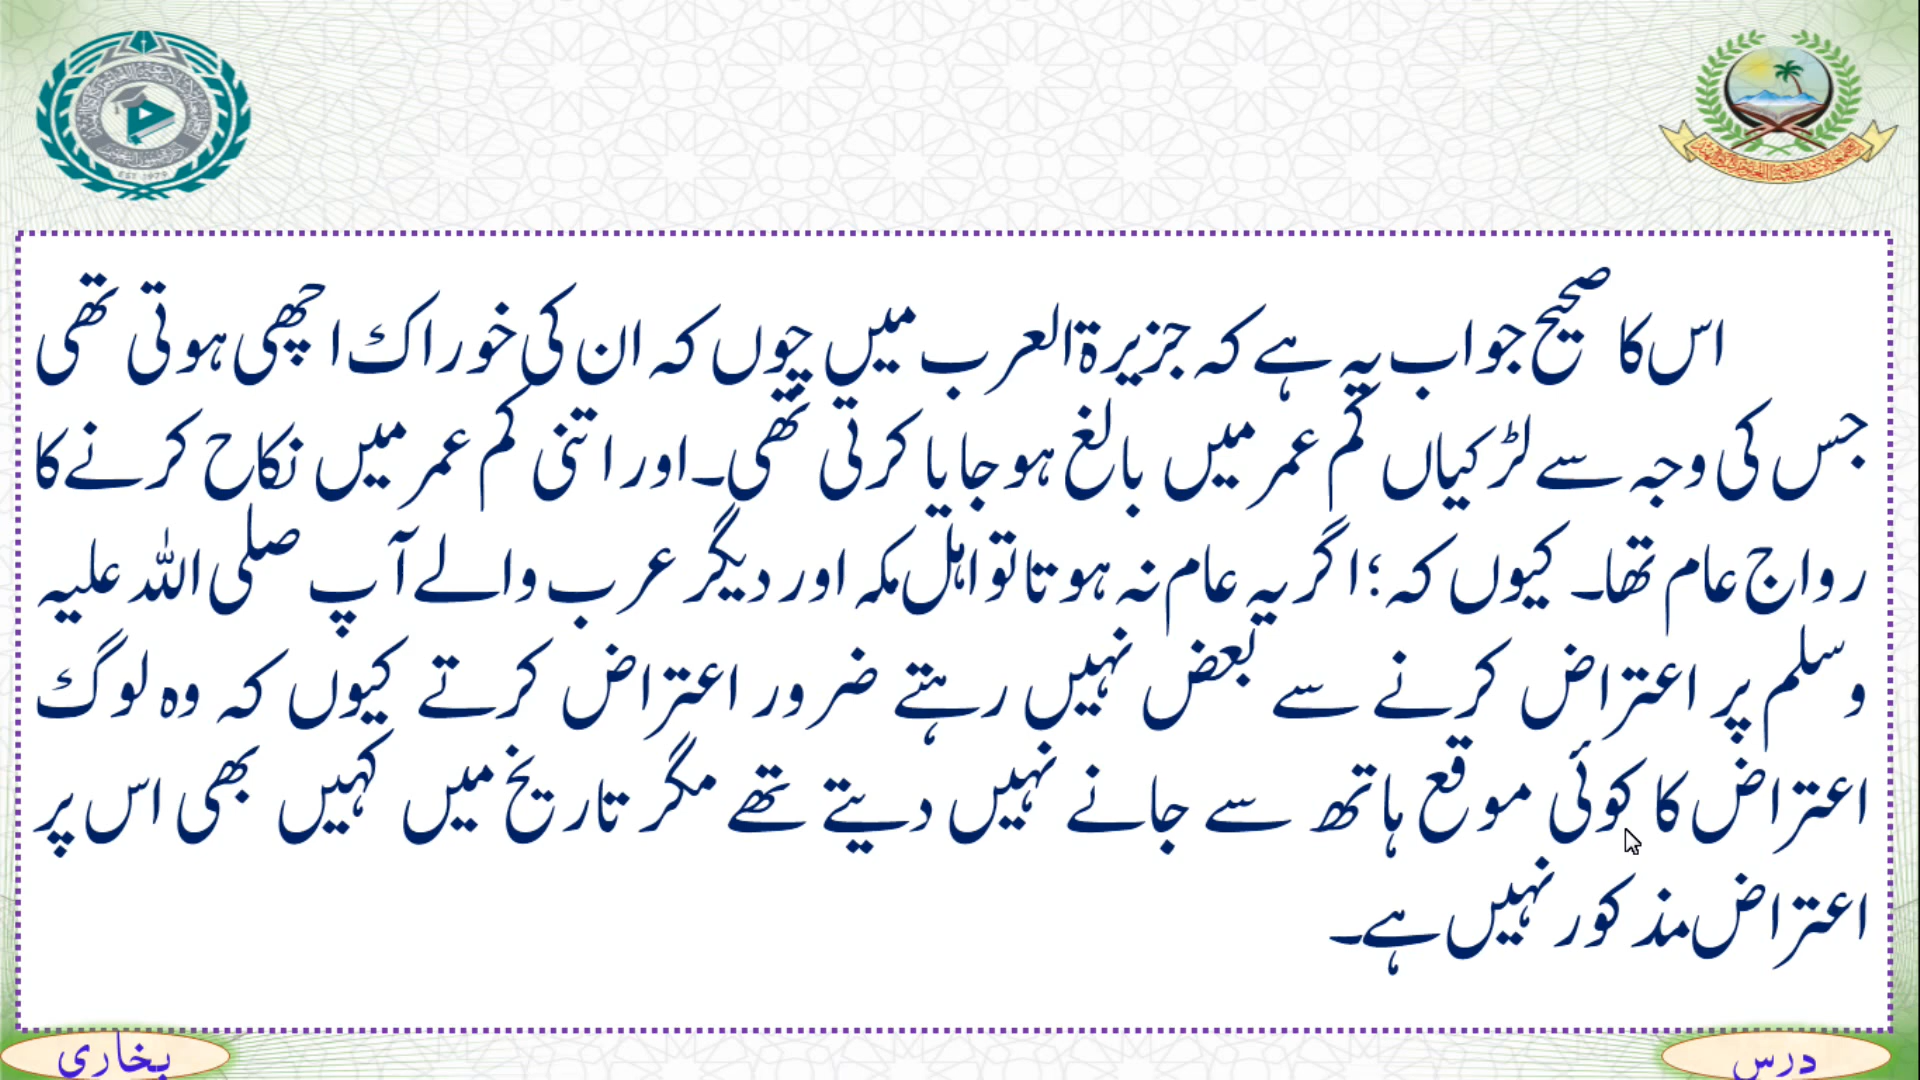 اس کا صحیح جواب یہ ہے کہ جزیرۃ العرب میں چوں کہ ان کی خوراک اچھی ہوتی تھی
جس کی وجہ سے لڑکیاں کم عمر میں بالغ ہو جایا کرتی تھی۔ اور اتنی کم عمر میں نکاح کرنے کا
رواج عام تھا۔ کیوں کہ ؛ اگر یہ عام نہ ہوتا تو اہل مکہ اور دیگر عرب والے آپ صلی اللہ علیہ
وسلم پر اعتراض کرنے سے بعض نہیں رہتے ضرور اعتراض کرتے کیوں کہ وہ لوگ
اعتراض کا کوئی موقع ہاتھ سے جانے نہیں دیتے تھے مگر تاریخ میں کہیں بھی اس پر
اعتراض مذکور نہیں ہے۔
درس
بخاری
EST 1979